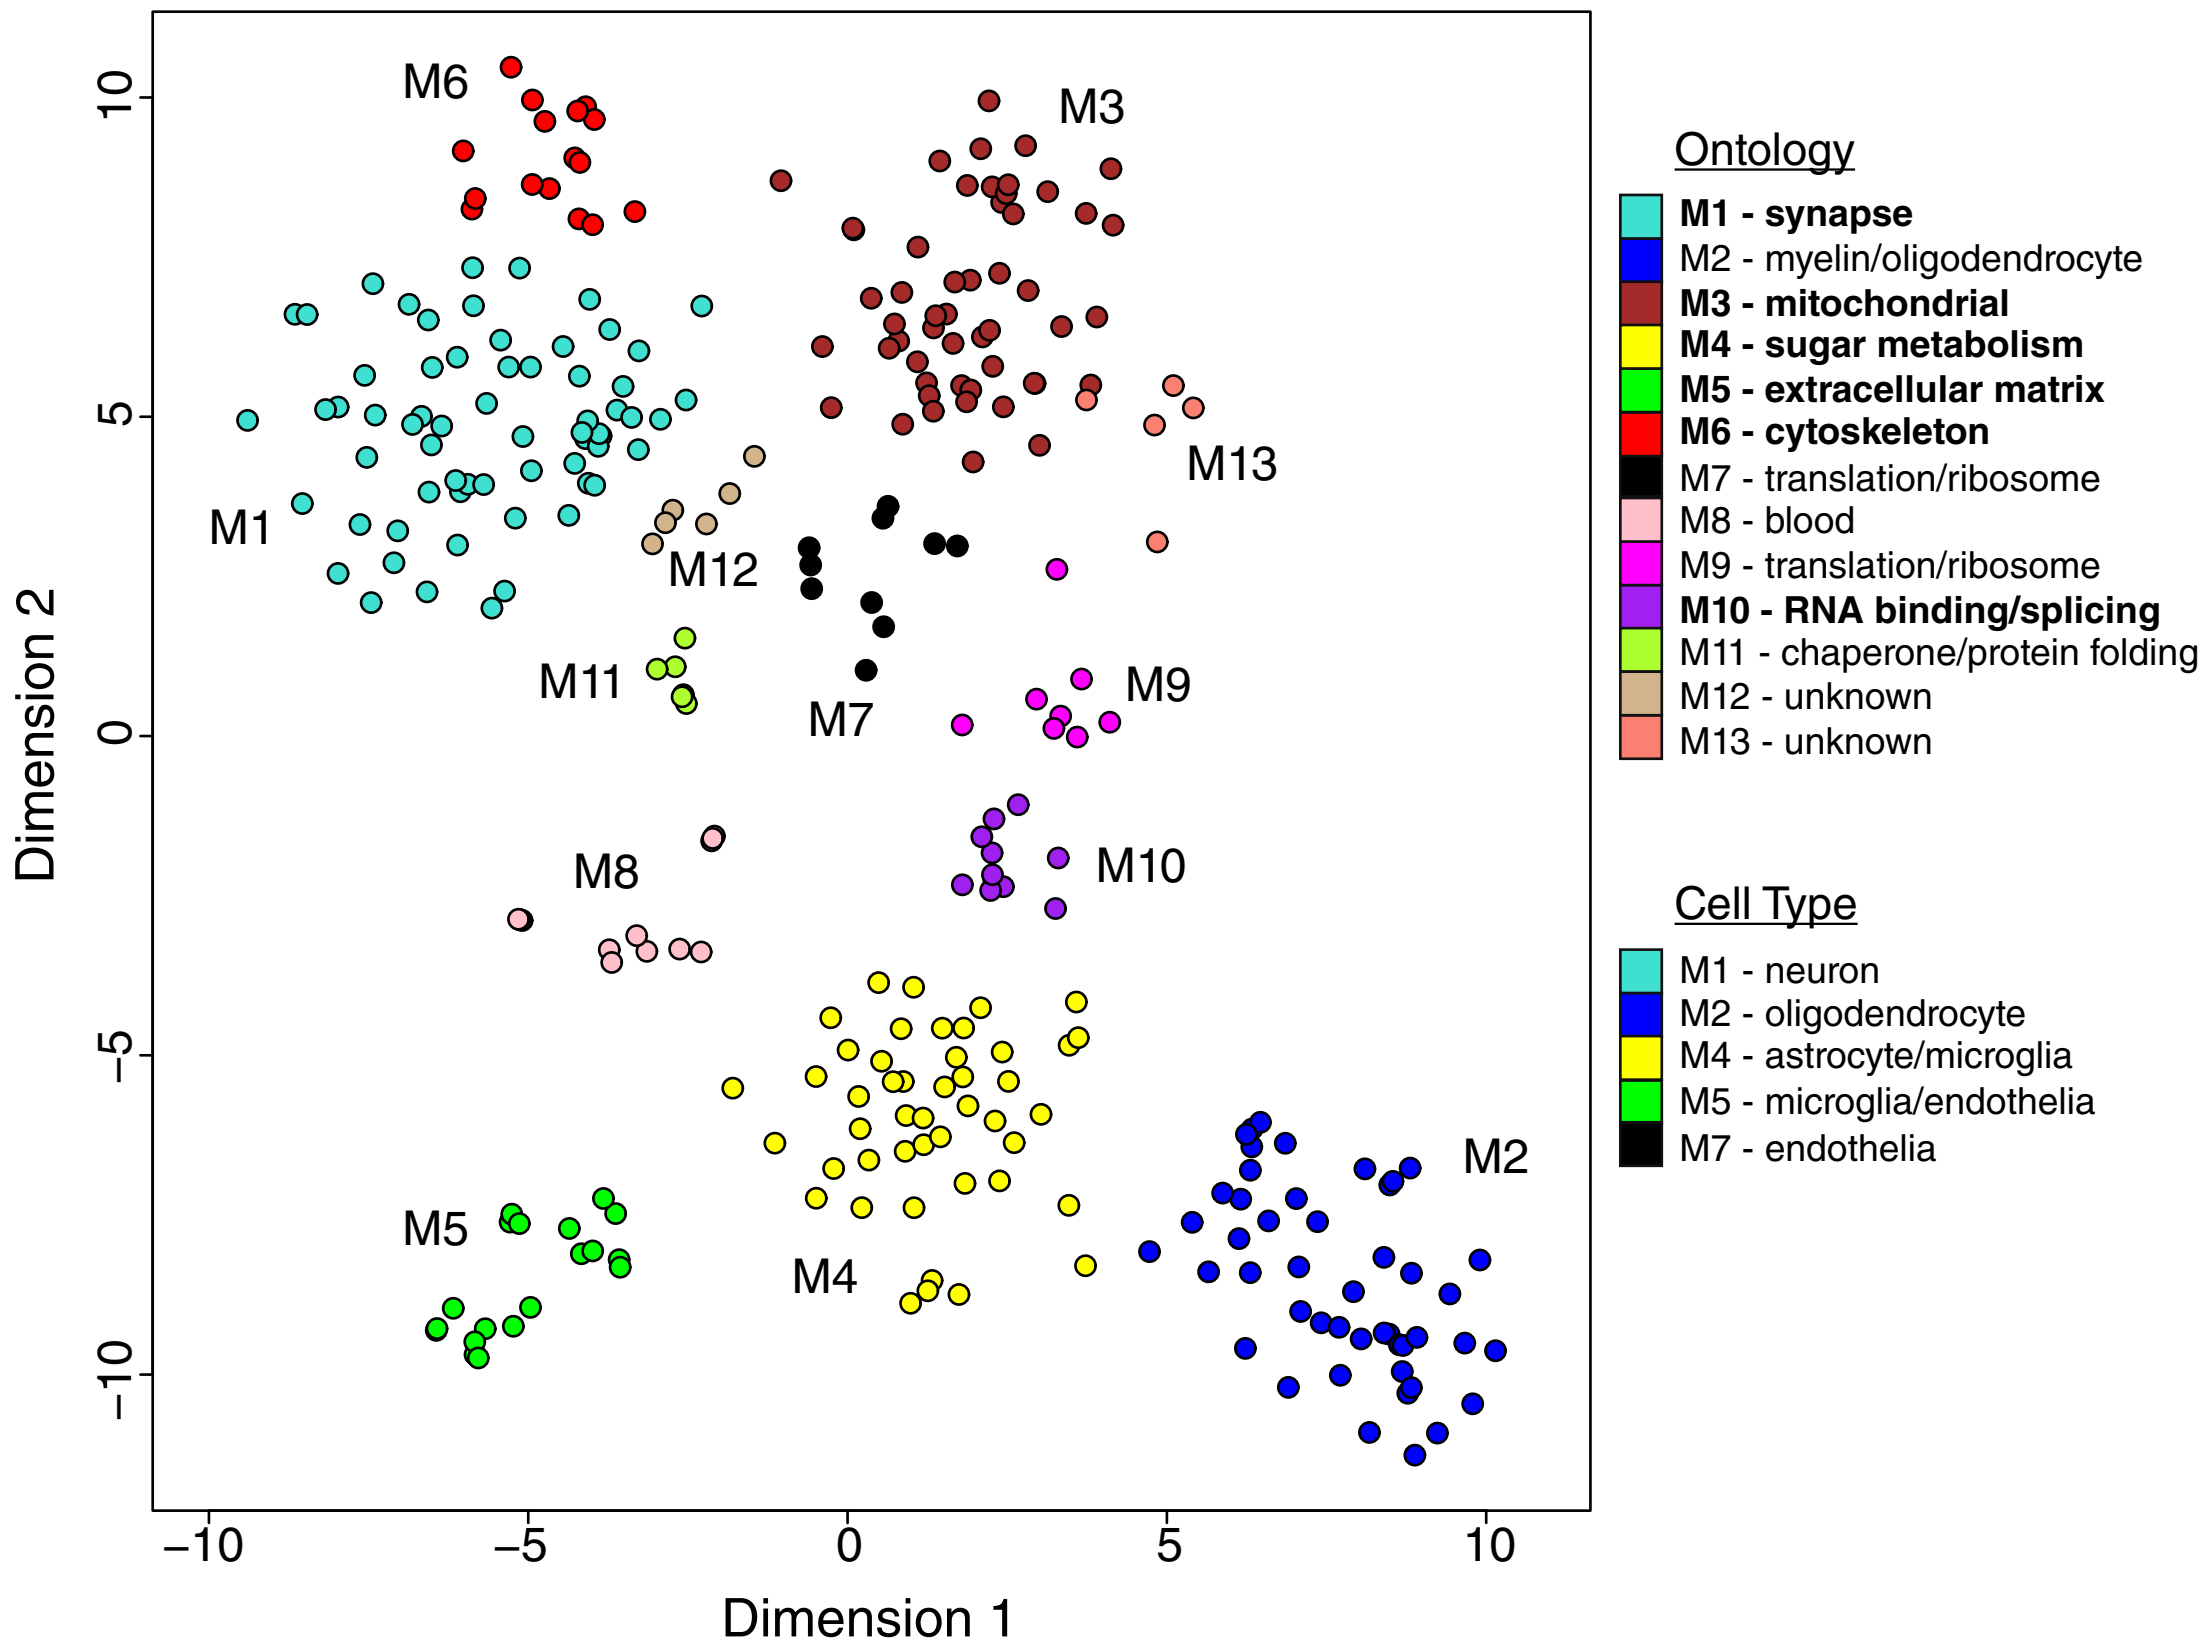 M6
M3
M1
M12
M13
M11
M7
M9
M8
M10
M5
M4
M2
10
5
0
−5
−10
Dimension 2
−10
−5
0
5
10
Dimension 1
Ontology
M1 - synapse
M2 - myelin/oligodendrocyte
M3 - mitochondrial
M4 - sugar metabolism
M5 - extracellular matrix
M6 - cytoskeleton
M7 - translation/ribosome
M8 - blood
M9 - translation/ribosome
M10 - RNA binding/splicing
M11 - chaperone/protein folding
M12 - unknown
M13 - unknown
Cell Type
M1 - neuron
M2 - oligodendrocyte
M4 - astrocyte/microglia
M5 - microglia/endothelia
M7 - endothelia